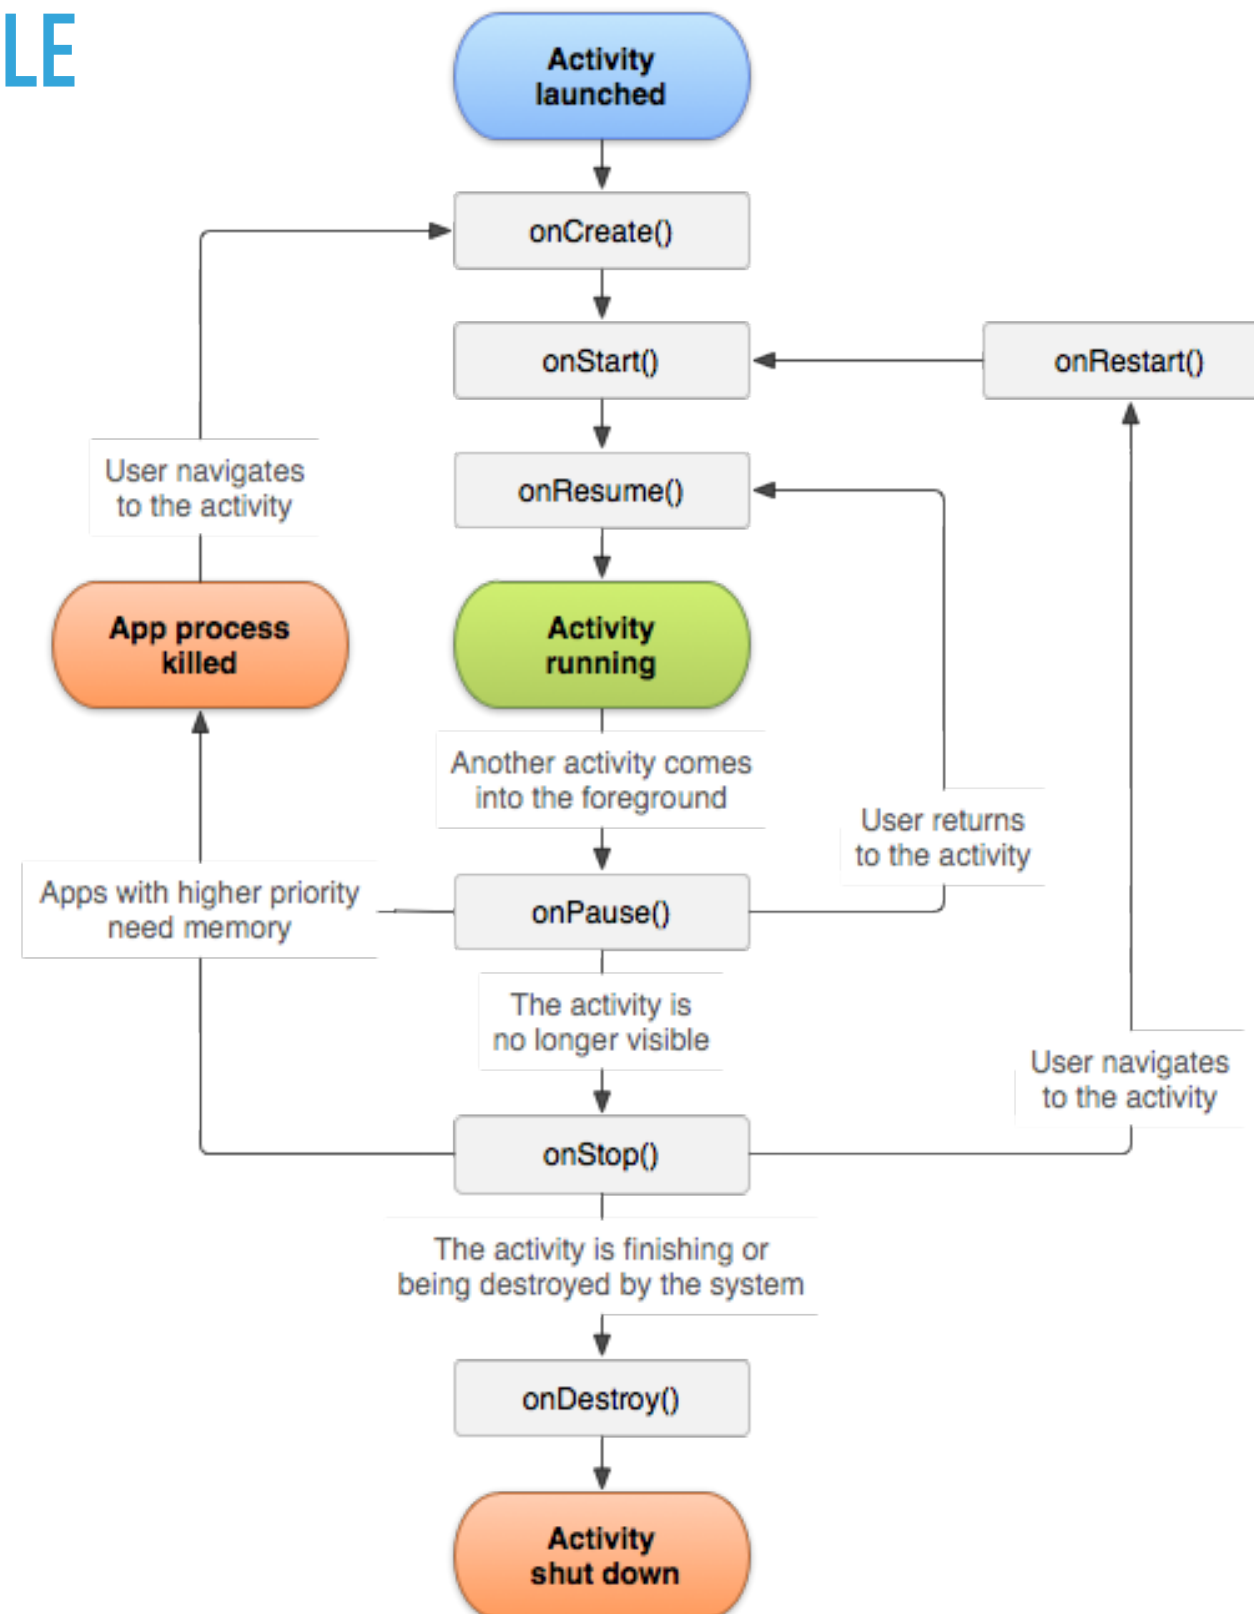 LE
Activity
launched
onCreate()
onStart()
onRestart()
User navigates
to the activity
onResume()
App process
killed
Activity
running
Another activity comes
into the foreground
User returns
to the activity
Apps with higher priority
need memory
onPause()
The activity is
no longer visible
User navigates
to the activity
onStop()
The activity is finishing or
being destroyed by the system
onDestroy()
Activity
shut down